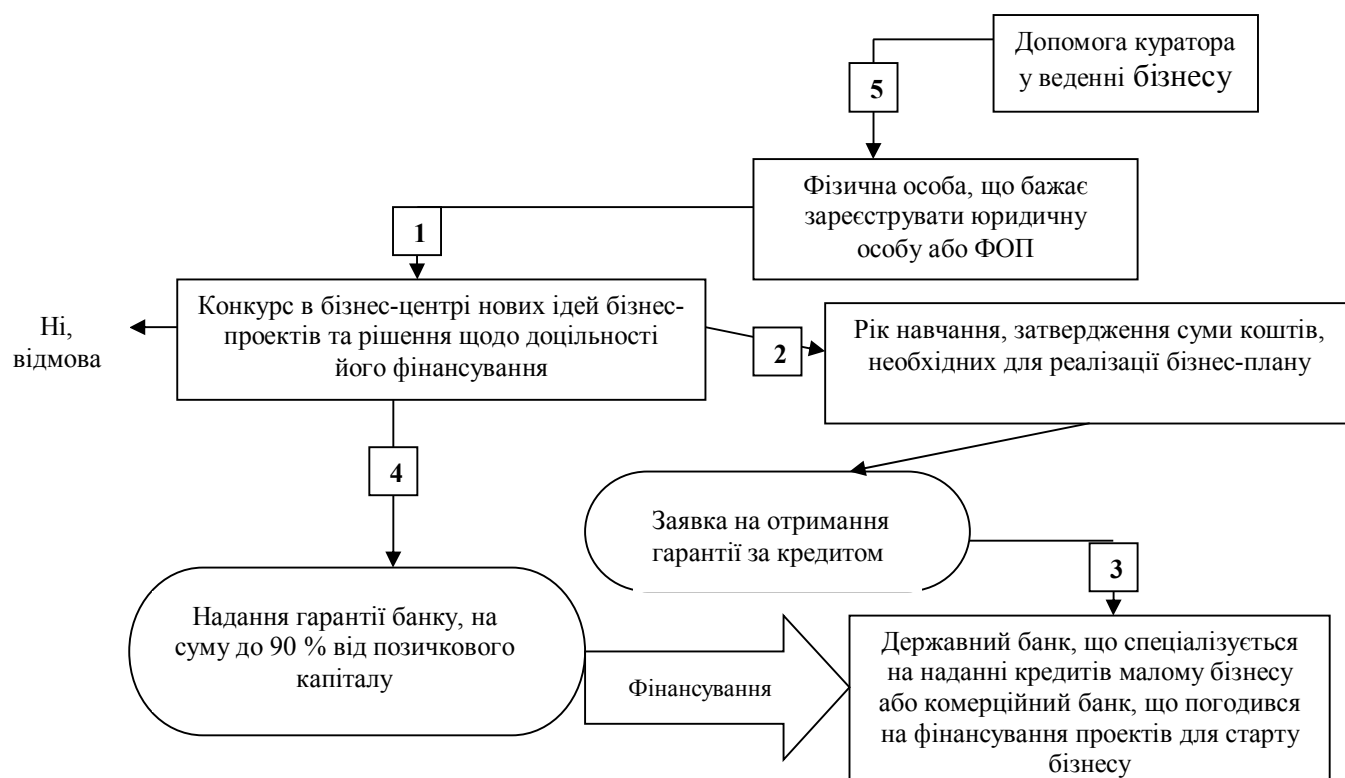 Допомога куратора
у веденні бізнесу
5
Фізична особа, що бажає
зареєструвати юридичну
особу або ФОП
1
Конкурс в бізнес-центрі нових ідей бізнес-
проектів та рішення щодо доцільності
його фінансування
Ні,
відмова
2
Рік навчання, затвердження суми коштів,
необхідних для реалізації бізнес-плану
4
Заявка на отримання
гарантії за кредитом
3
Надання гарантії банку, на
суму до 90 % від позичкового
капіталу
Фінансування
Державний банк, що спеціалізується
на наданні кредитів малому бізнесу
або комерційний банк, що погодився
на фінансування проектів для старту
бізнесу